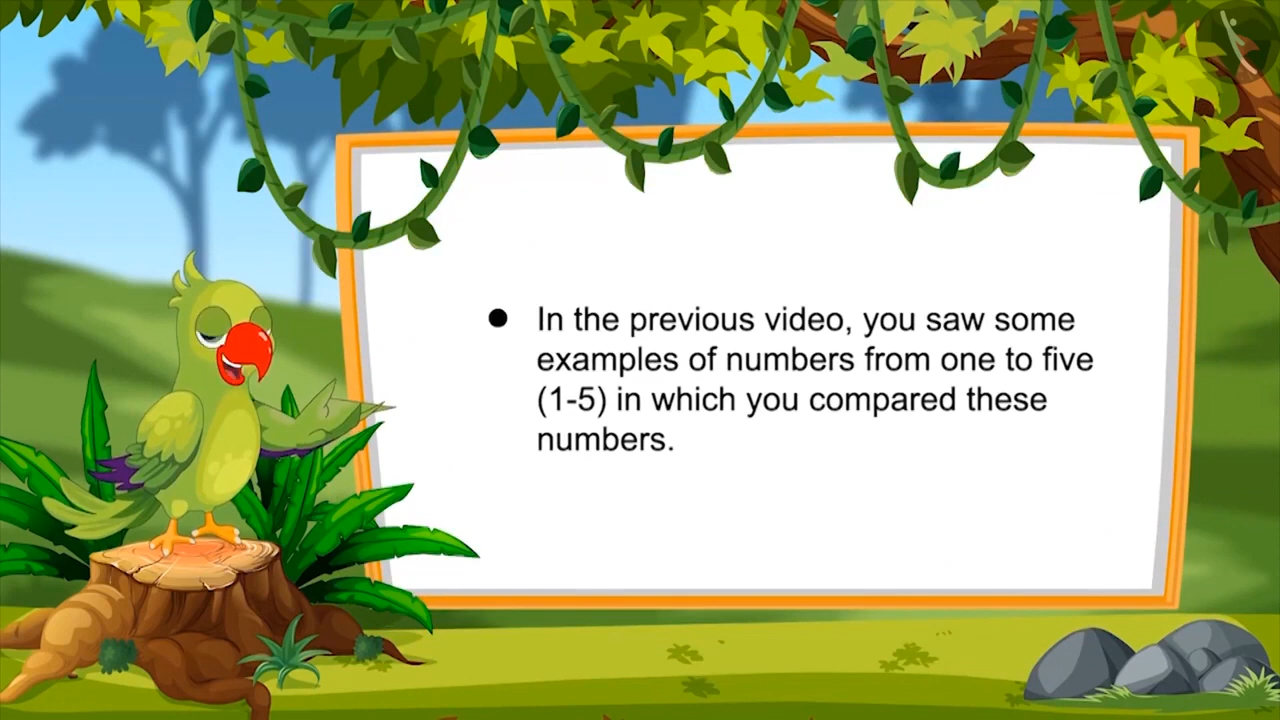 ● In the previous video, you saw some
examples of numbers from one to five
(1-5) in which you compared these
numbers.